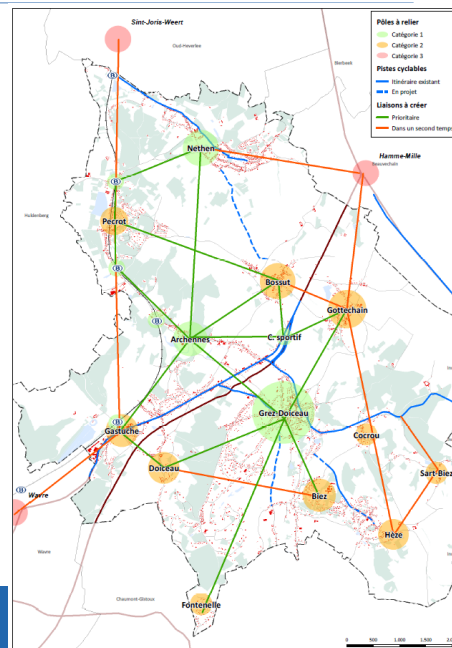 Sint-Joris-Weert
Oud-Heverlee
Bierbeek
Pôles à relier
Catégorie 1
Catégorie 2
Catégorie 3
Pistes cyclables
Itinéraire existant
En projet
Liaisons à créer
Prioritaire
Dans un second temps
B
Nethen
Hamme-Mille
Beauvechain
B
Huldenberg
Pécrot
B
Bossut
Gottechain
B
Archennes
C. sportif
Grez-Doiceau
B
Gastuche
Cocrou
Doiceau
Sart-Biez
B
Wavre
Biez
Hèze
Wavre
Chaumont-Gistoux
Fontenelle
0 500 1.000 1.500